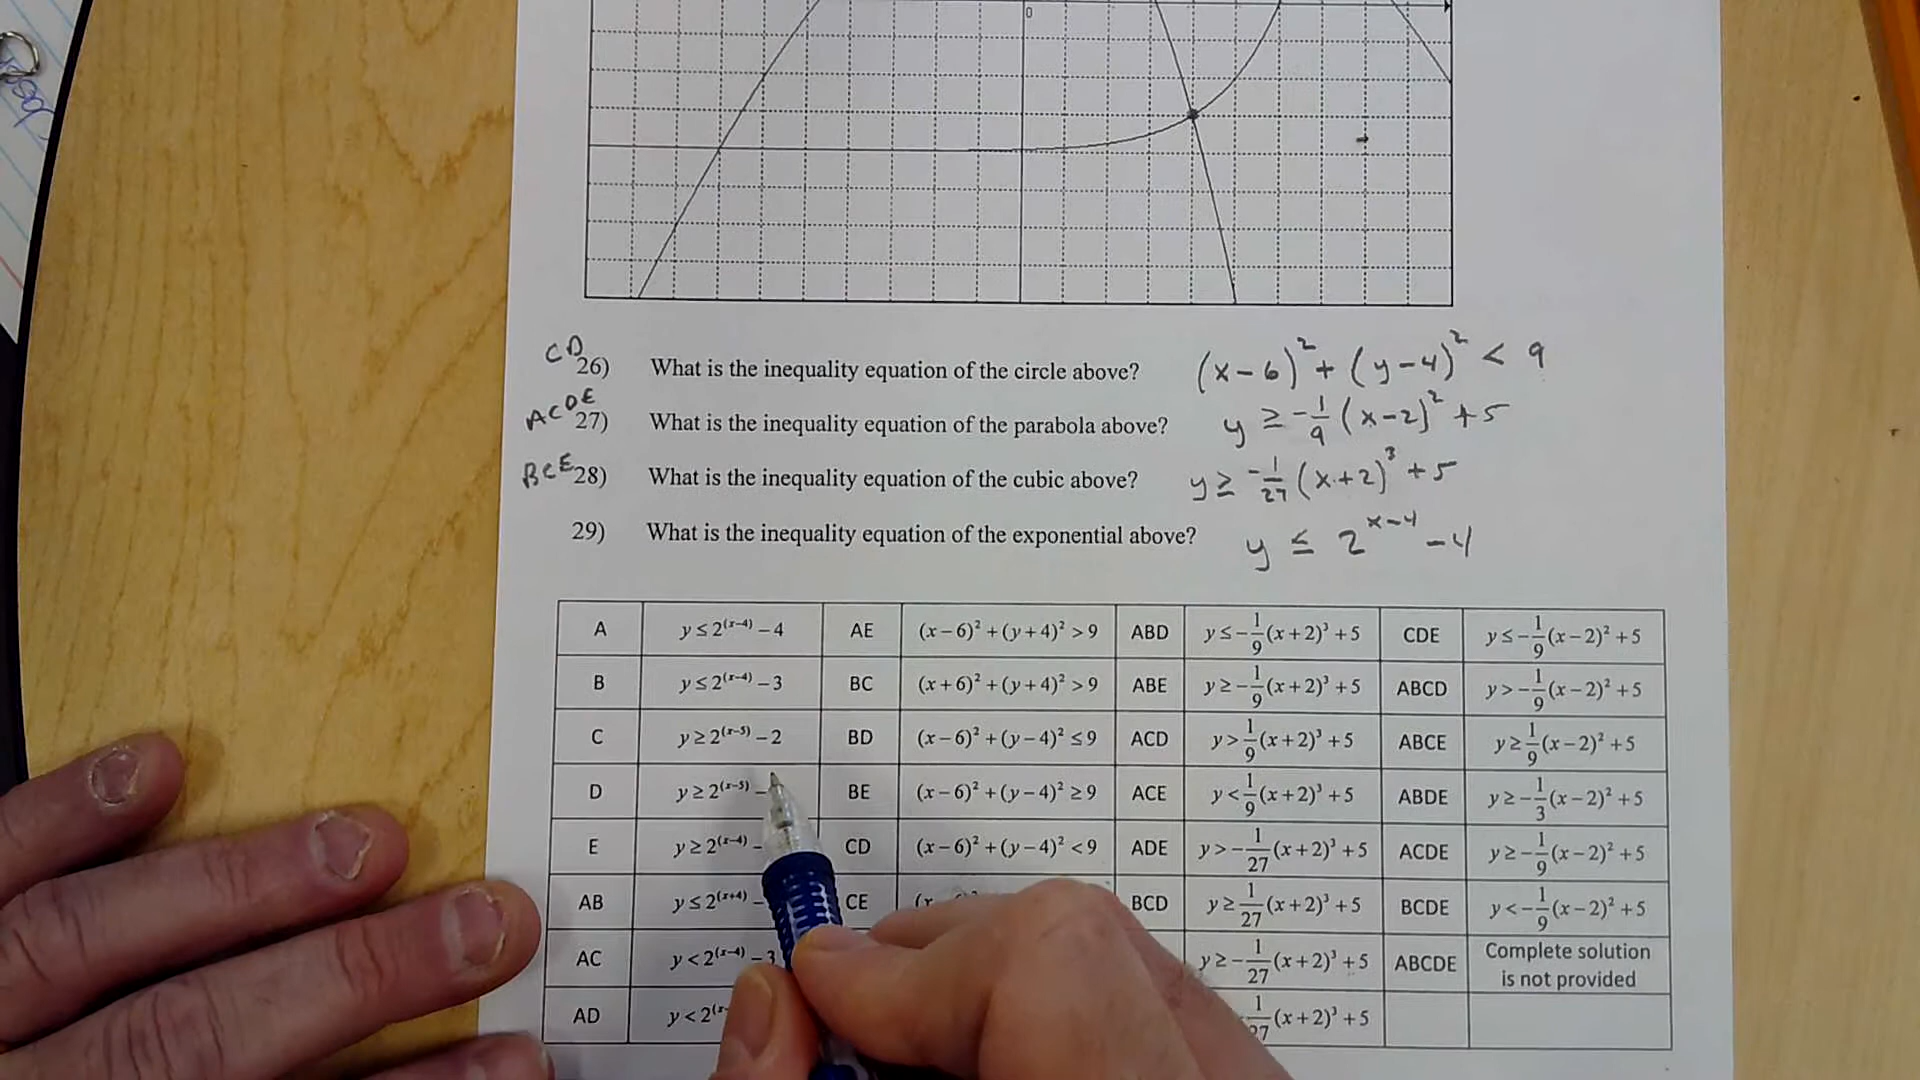 0
CD 26) What is the inequality equation of the circle above? (x-6)² + (y-4)² < 9
ACDE 27) What is the inequality equation of the parabola above? y ≥ -1/9 (x-2)² + 5
BCE 28) What is the inequality equation of the cubic above? y ≥ -1/27 (x+2)³ + 5
29) What is the inequality equation of the exponential above? y ≤ 2^(x-4) - 4
A y ≤ 2^(x-4) - 4 AE (x-6)² + (y+4)² > 9 ABD y ≤ -1/9(x+2)³ + 5 CDE y ≤ -1/9(x-2)² + 5
B y ≤ 2^(x-4) - 3 BC (x+6)² + (y+4)² > 9 ABE y ≥ -1/9(x+2)³ + 5 ABCD y > -1/9(x-2)² + 5
C y ≥ 2^(x-5) - 2 BD (x-6)² + (y-4)² ≤ 9 ACD y > 1/9(x+2)³ + 5 ABCE y ≥ 1/9(x-2)² + 5
D y ≥ 2^(x-5) - BE (x-6)² + (y-4)² ≥ 9 ACE y < 1/9(x+2)³ + 5 ABDE y ≥ -1/3(x-2)² + 5
E y ≥ 2^(x-4) - CD (x-6)² + (y-4)² < 9 ADE y > -1/27(x+2)³ + 5 ACDE y ≥ -1/9(x-2)² + 5
AB y ≤ 2^(x+4) - CE BCD y ≥ 1/27(x+2)³ + 5 BCDE y < -1/9(x-2)² + 5
AC y < 2^(x-4) - 3 y ≥ -1/27(x+2)³ + 5 ABCDE Complete solution is not provided
AD y < 2 (x+2)³ + 5